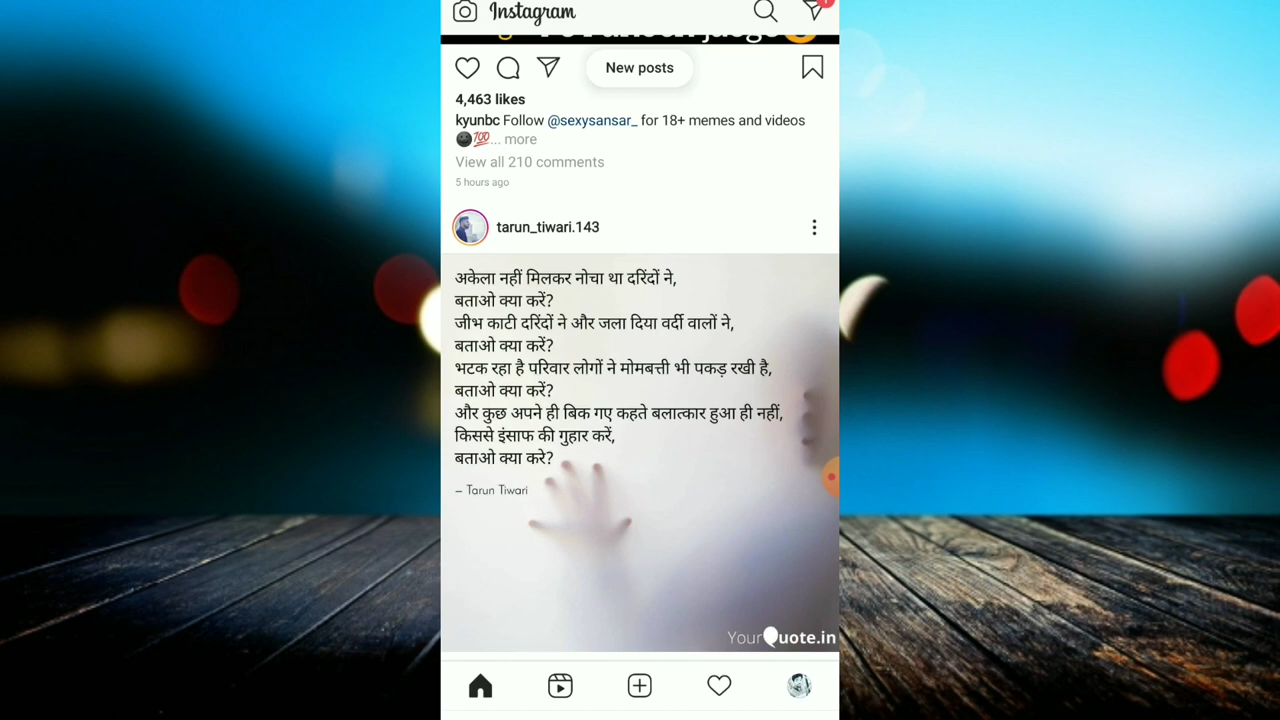 Instagram
New posts
4,463 likes
kyunbc Follow @sexysansar_ for 18+ memes and videos
💯... more
View all 210 comments
5 hours ago
tarun_tiwari.143
अकेला नहीं मिलकर नोचा था दरिंदों ने,
बताओ क्या करें?
जीभ काटी दरिंदों ने और जला दिया वर्दी वालों ने,
बताओ क्या करें?
भटक रहा है परिवार लोगों ने मोमबत्ती भी पकड़ रखी है,
बताओ क्या करें?
और कुछ अपने ही बिक गए कहते बलात्कार हुआ ही नहीं,
किससे इंसाफ की गुहार करें,
बताओ क्या करे?
– Tarun Tiwari
YourQuote.in